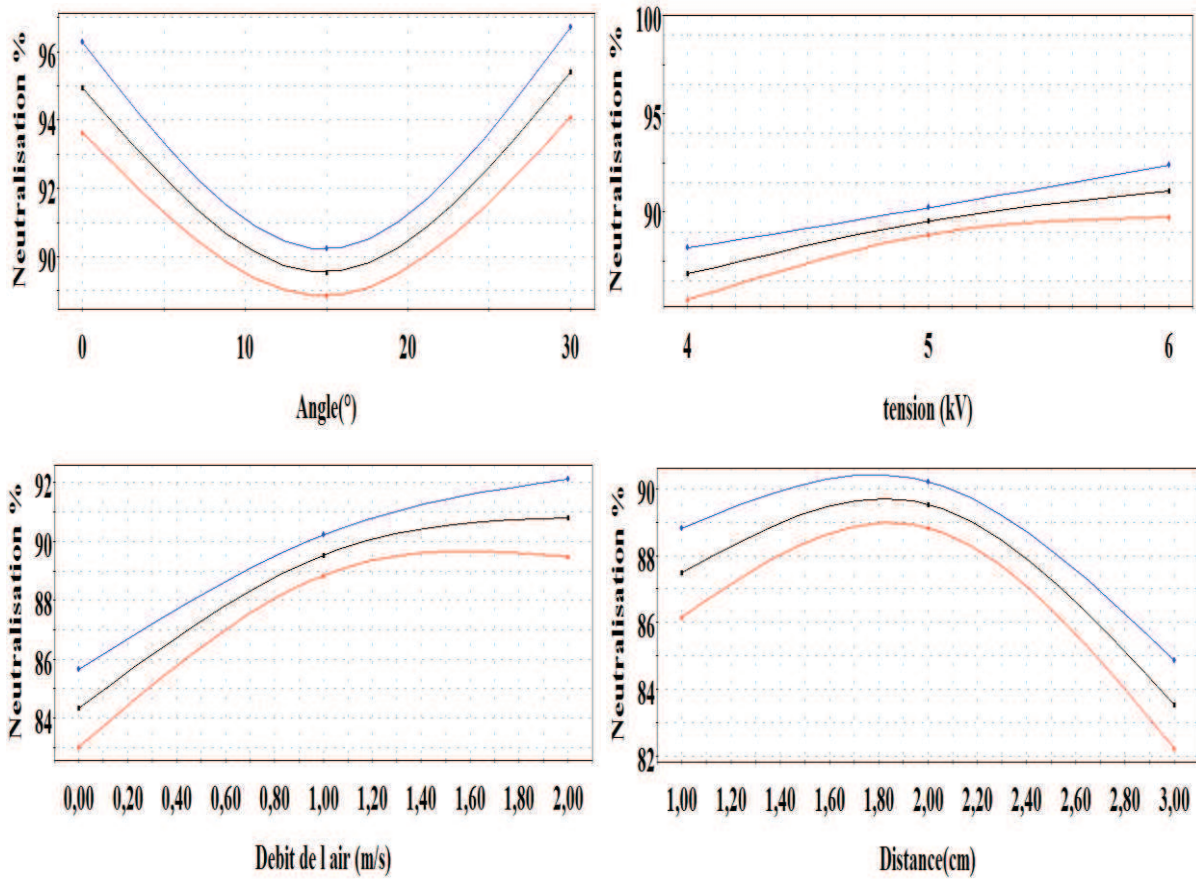 Neutralisation %
96
94
92
90
0 10 20 30
Angle(°)
Neutralisation %
100
95
90
4 5 6
tension (kV)
Neutralisation %
92
90
88
86
84
0,00 0,20 0,40 0,60 0,80 1,00 1,20 1,40 1,60 1,80 2,00
Debit de l air (m/s)
Neutralisation %
90
88
86
84
82
1,00 1,20 1,40 1,60 1,80 2,00 2,20 2,40 2,60 2,80 3,00
Distance(cm)